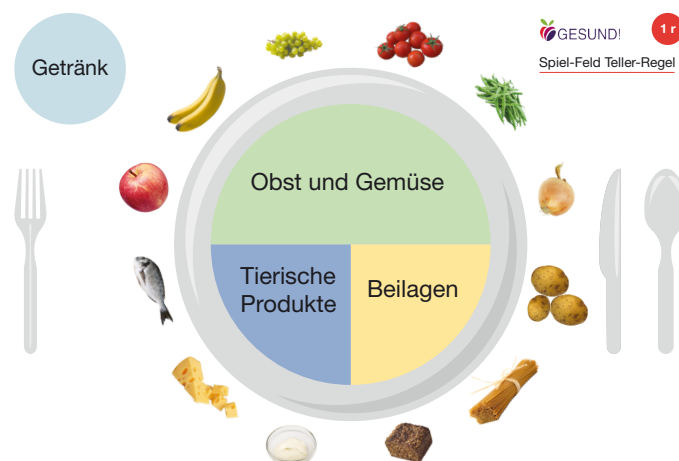 Getränk
GESUND!
1 r
Spiel-Feld Teller-Regel
Obst und Gemüse
Tierische
Produkte
Beilagen